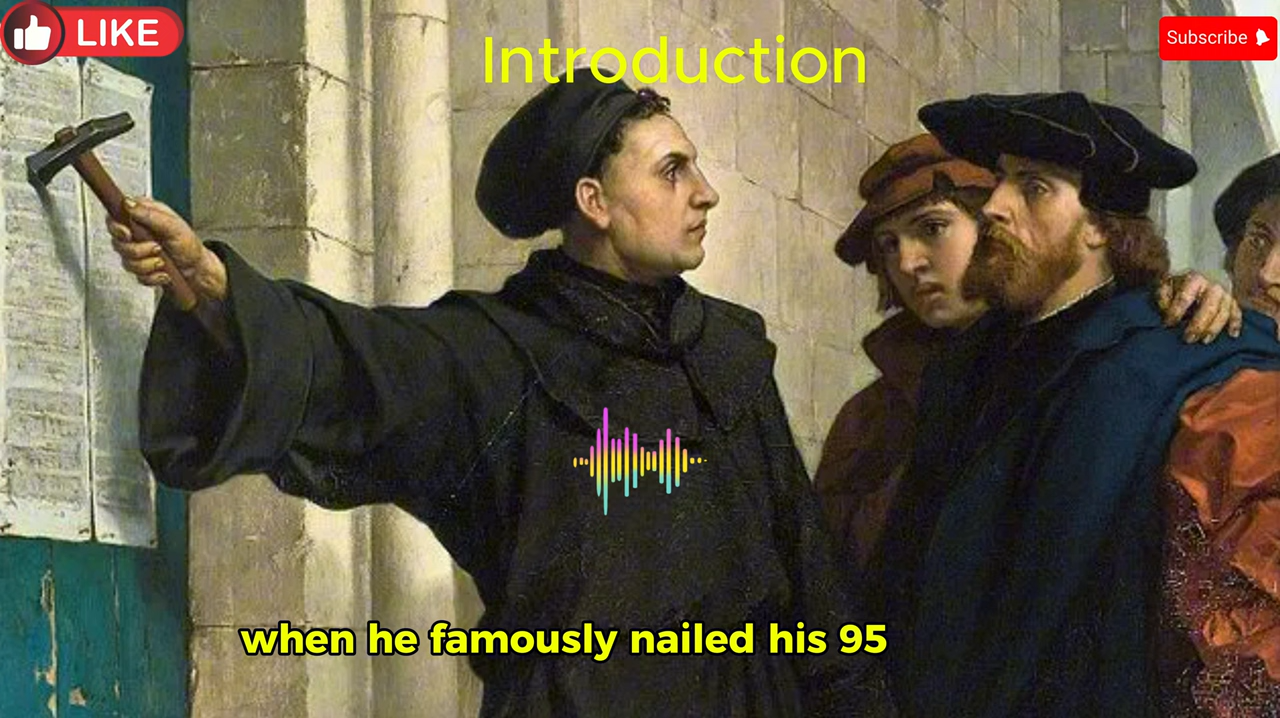 LIKE
Introduction
Subscribe
when he famously nailed his 95